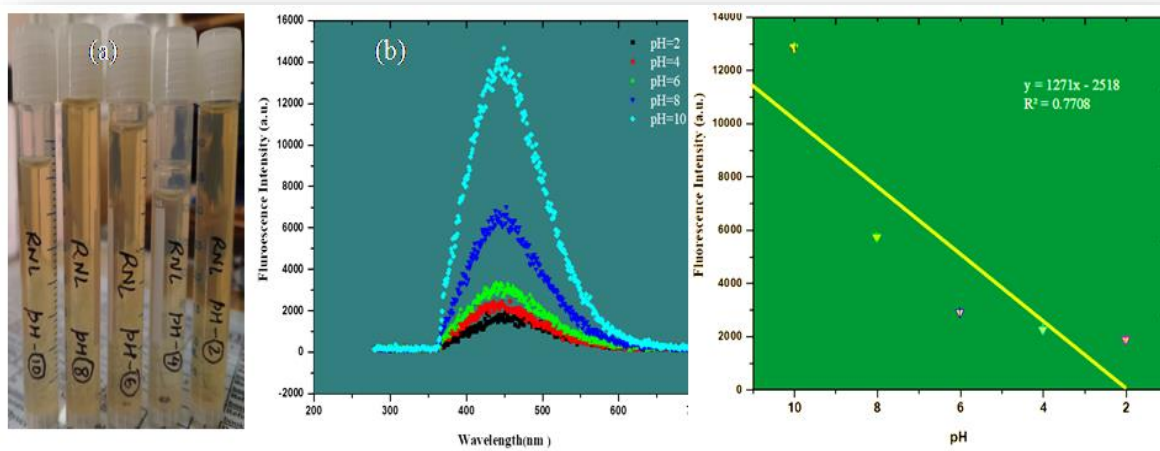 (a)
RNL
pH-10
RNL
pH 8
RNL
pH-6
RNL
pH-4
RNL
pH-2
(b)
16000
14000
12000
10000
8000
6000
4000
2000
0
-2000
Fluroescence Intensity (a.u.)
200
300
400
500
600
Wavelength(nm )
pH=2
pH=4
pH=6
pH=8
pH=10
14000
12000
10000
8000
6000
4000
2000
0
Fluorescence Intensity (a.u.)
y = 1271x - 2518
R² = 0.7708
10
8
6
4
2
pH